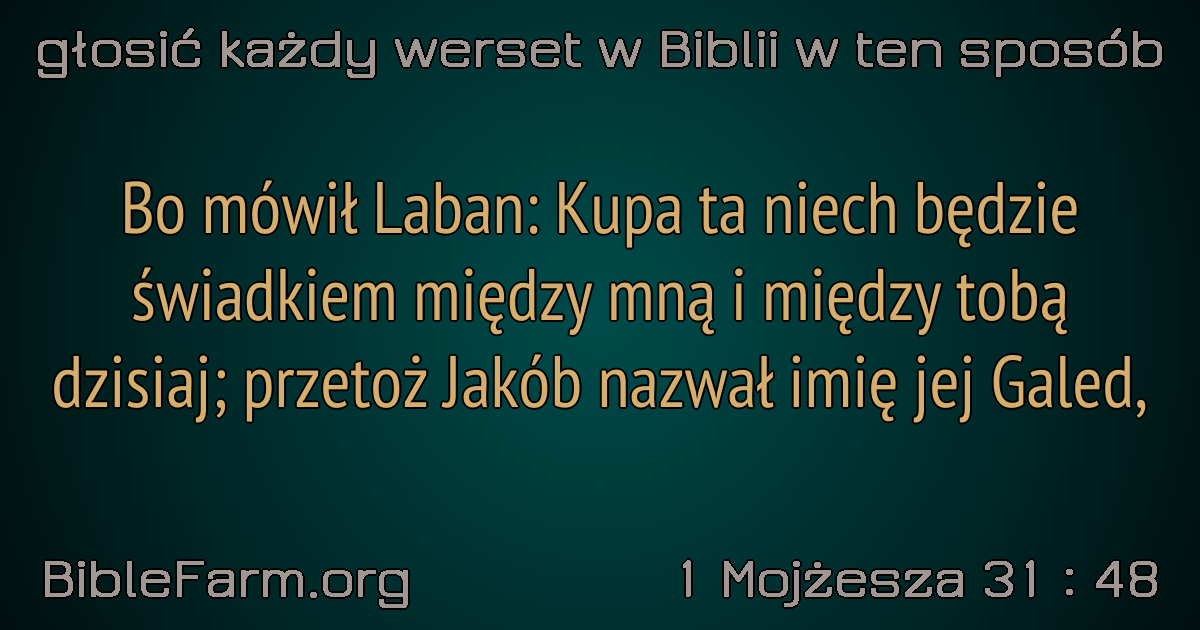 głosić każdy werset w Biblii w ten sposób
Bo mówił Laban: Kupa ta niech będzie
świadkiem między mną i między tobą
dzisiaj; przetoż Jakób nazwał imię jej Galed,
BibleFarm.org
1 Mojżesza 31 : 48